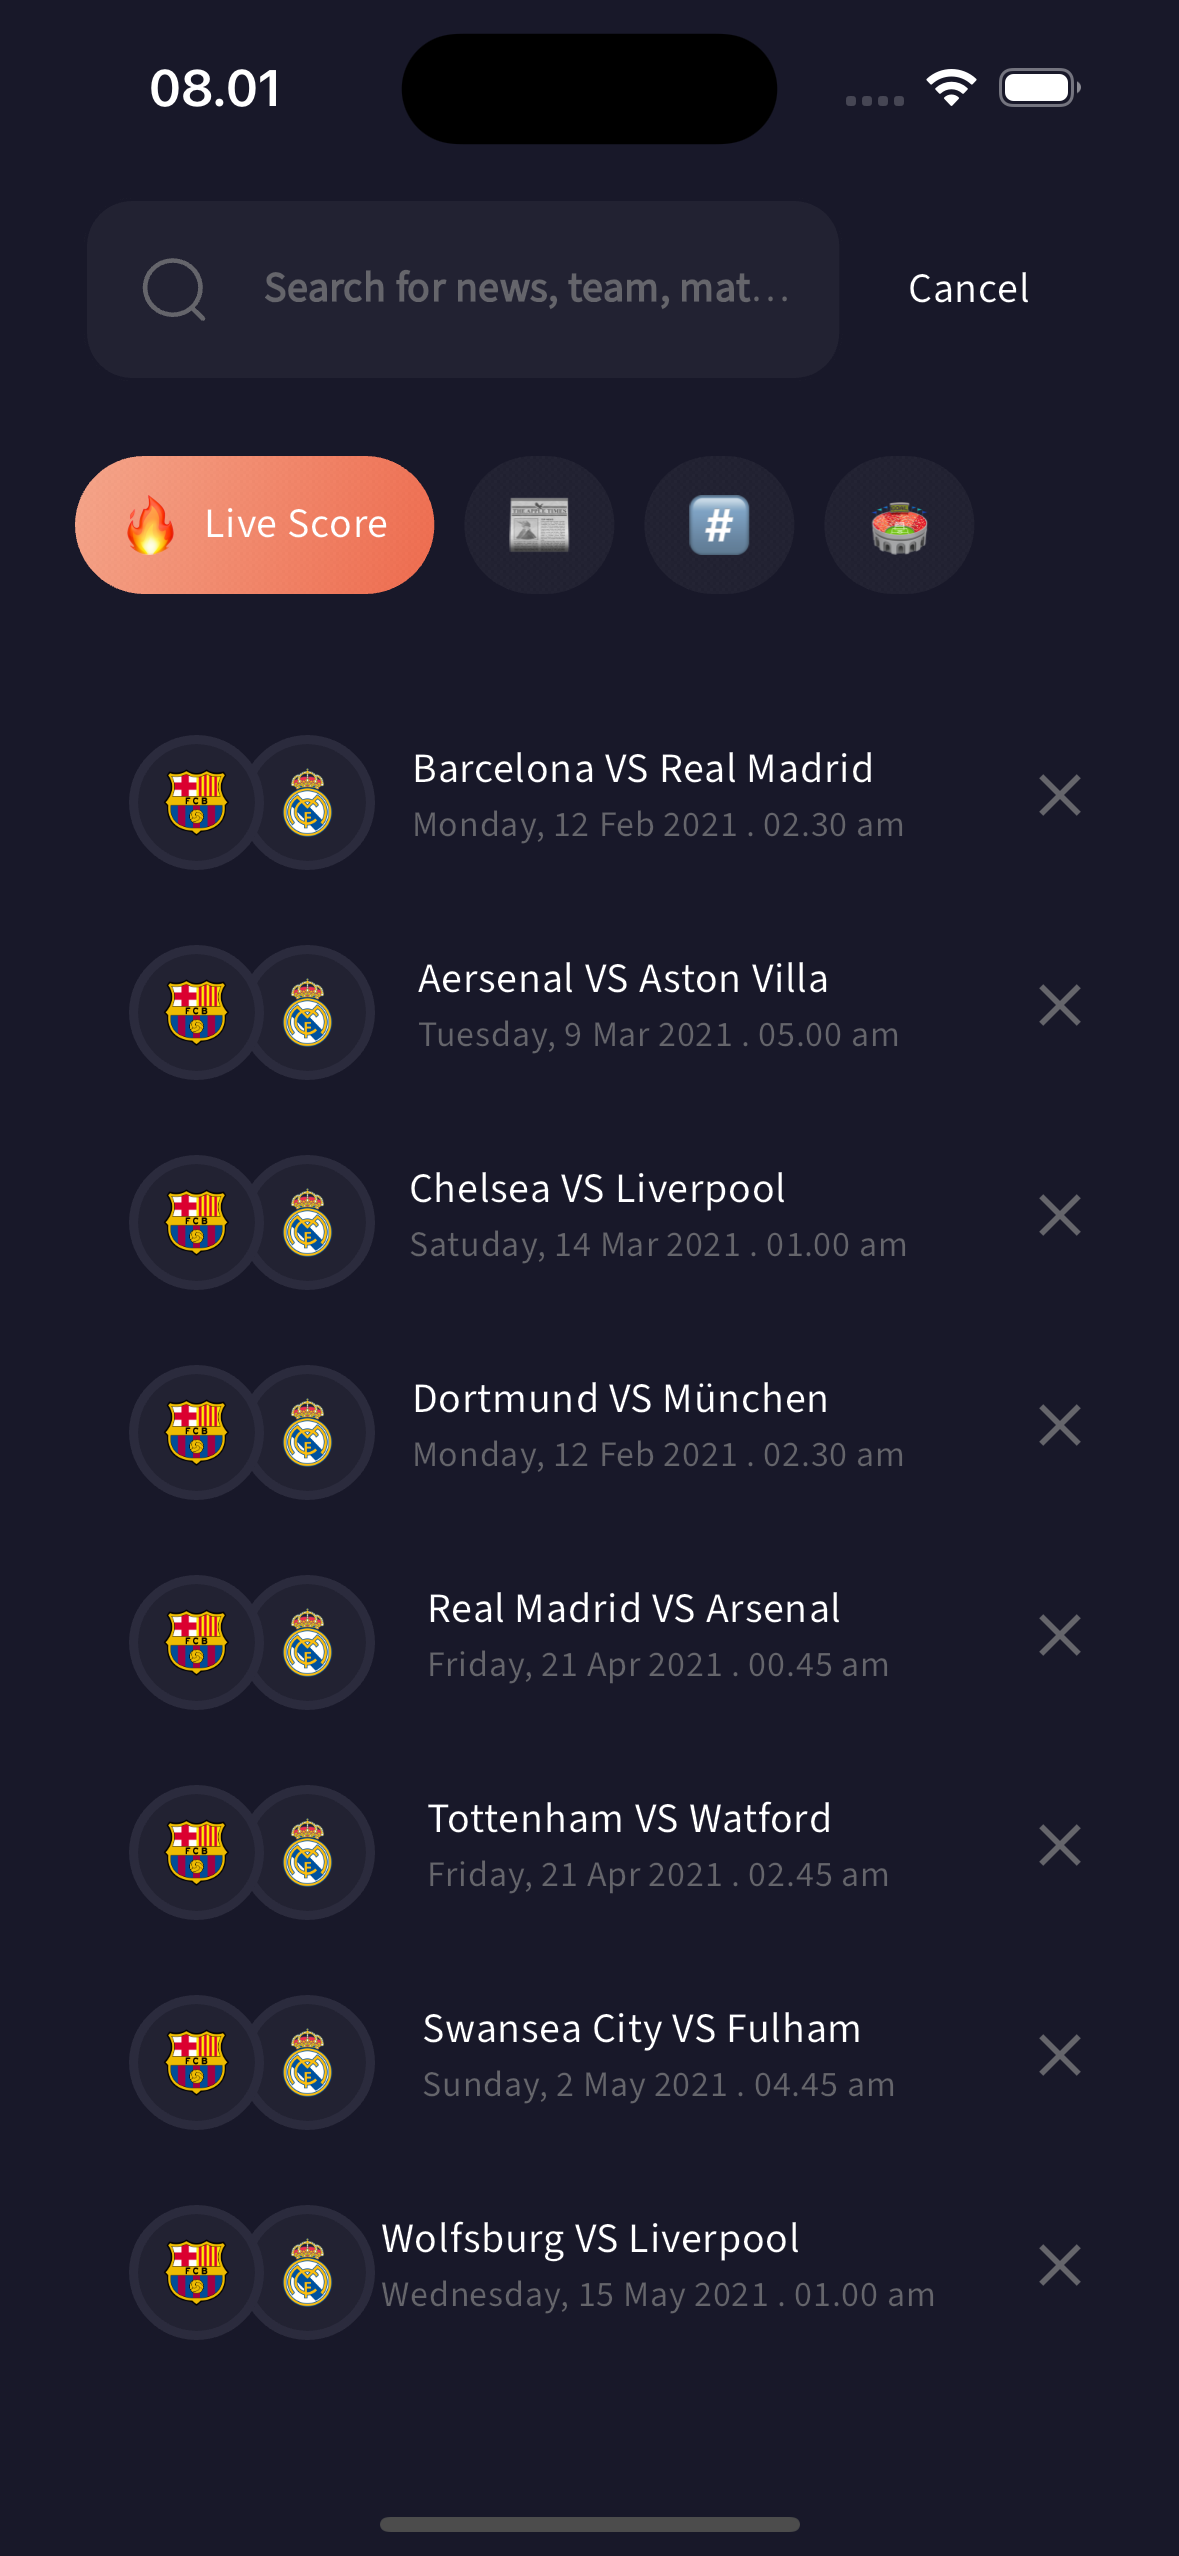 08.01
Search for news, team, mat...
Cancel
Live Score
Barcelona VS Real Madrid
Monday, 12 Feb 2021 . 02.30 am
Aersenal VS Aston Villa
Tuesday, 9 Mar 2021 . 05.00 am
Chelsea VS Liverpool
Satuday, 14 Mar 2021 . 01.00 am
Dortmund VS München
Monday, 12 Feb 2021 . 02.30 am
Real Madrid VS Arsenal
Friday, 21 Apr 2021 . 00.45 am
Tottenham VS Watford
Friday, 21 Apr 2021 . 02.45 am
Swansea City VS Fulham
Sunday, 2 May 2021 . 04.45 am
Wolfsburg VS Liverpool
Wednesday, 15 May 2021 . 01.00 am